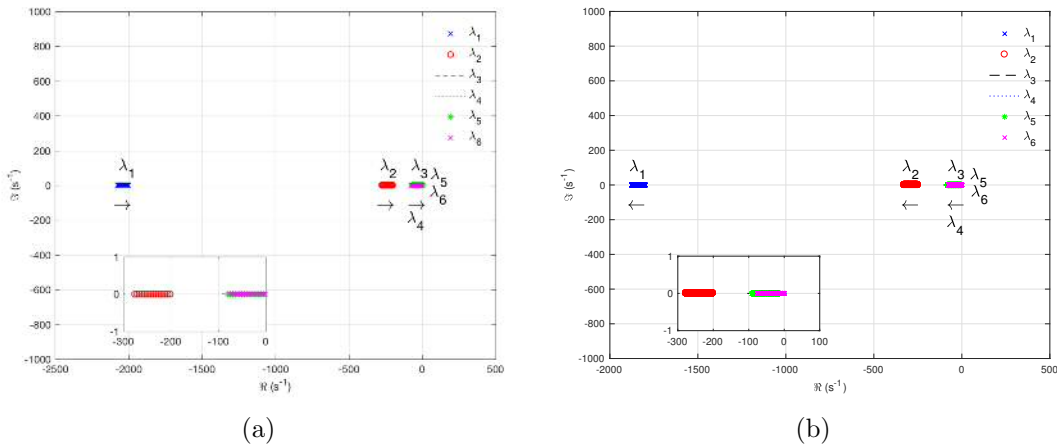 1000
800
600
400
200
0
-200
-400
-600
-800
-1000
ℑ (s⁻¹)
λ₁
λ₂
λ₃
λ₄
λ₅
λ₆
λ₁
λ₂
λ₃
λ₅
λ₆
→ → →
λ₄
1
0
-1
-300 -200 -100 0
-2500 -2000 -1500 -1000 -500 0 500
ℜ (s⁻¹)
(a)
1000
800
600
400
200
0
-200
-400
-600
-800
-1000
ℑ (s⁻¹)
λ₁
λ₂
λ₃
λ₄
λ₅
λ₆
λ₁
λ₂
λ₃
λ₅
λ₆
← ← ←
λ₄
1
0
-1
-300 -200 -100 0 100
-2000 -1500 -1000 -500 0 500
ℜ (s⁻¹)
(b)